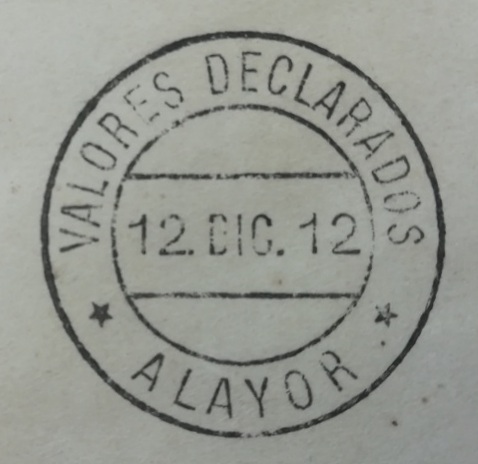 VALORES DECLARADOS
12. DIC. 12
ALAYOR